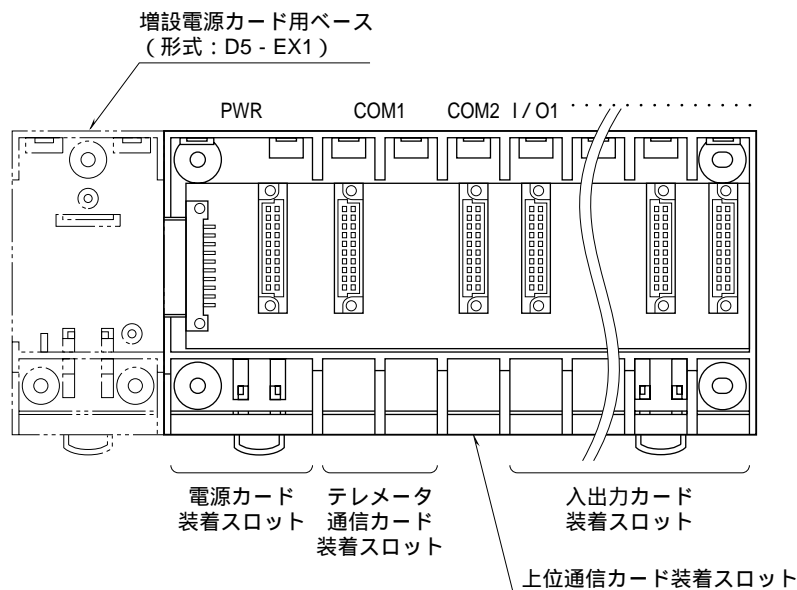 増設電源カード用ベース
（形式：D5 - EX1）
PWR COM1 COM2 I / O1 · · · · · · · · · · · · · ·
電源カード
装着スロット
テレメータ
通信カード
装着スロット
入出力カード
装着スロット
上位通信カード装着スロット